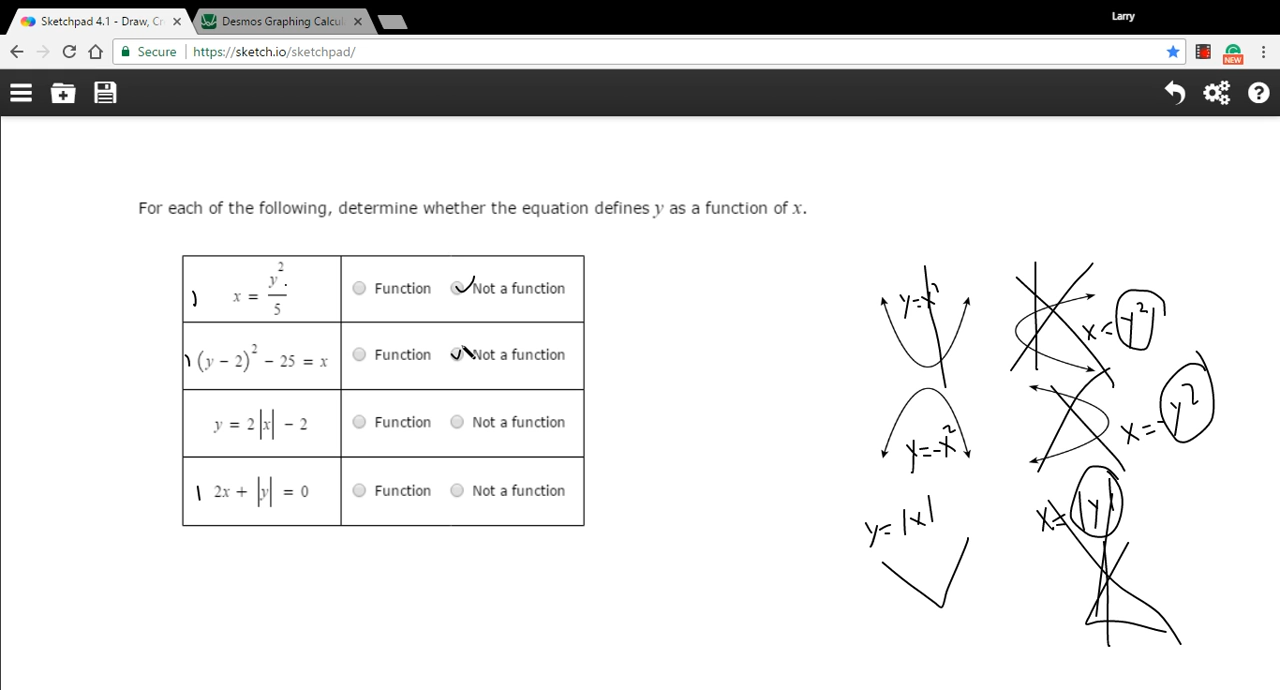 Larry
Sketchpad 4.1 - Draw, Cr
Desmos Graphing Calcul
Secure | https://sketch.io/sketchpad/
NEW
For each of the following, determine whether the equation defines y as a function of x.
1) x = y²/5 Function Not a function
(y − 2)² − 25 = x Function Not a function
y = 2|x| − 2 Function Not a function
2x + |y| = 0 Function Not a function
y=x²
x=y²
y=-x²
x=-y²
y=|x|
x=|y|